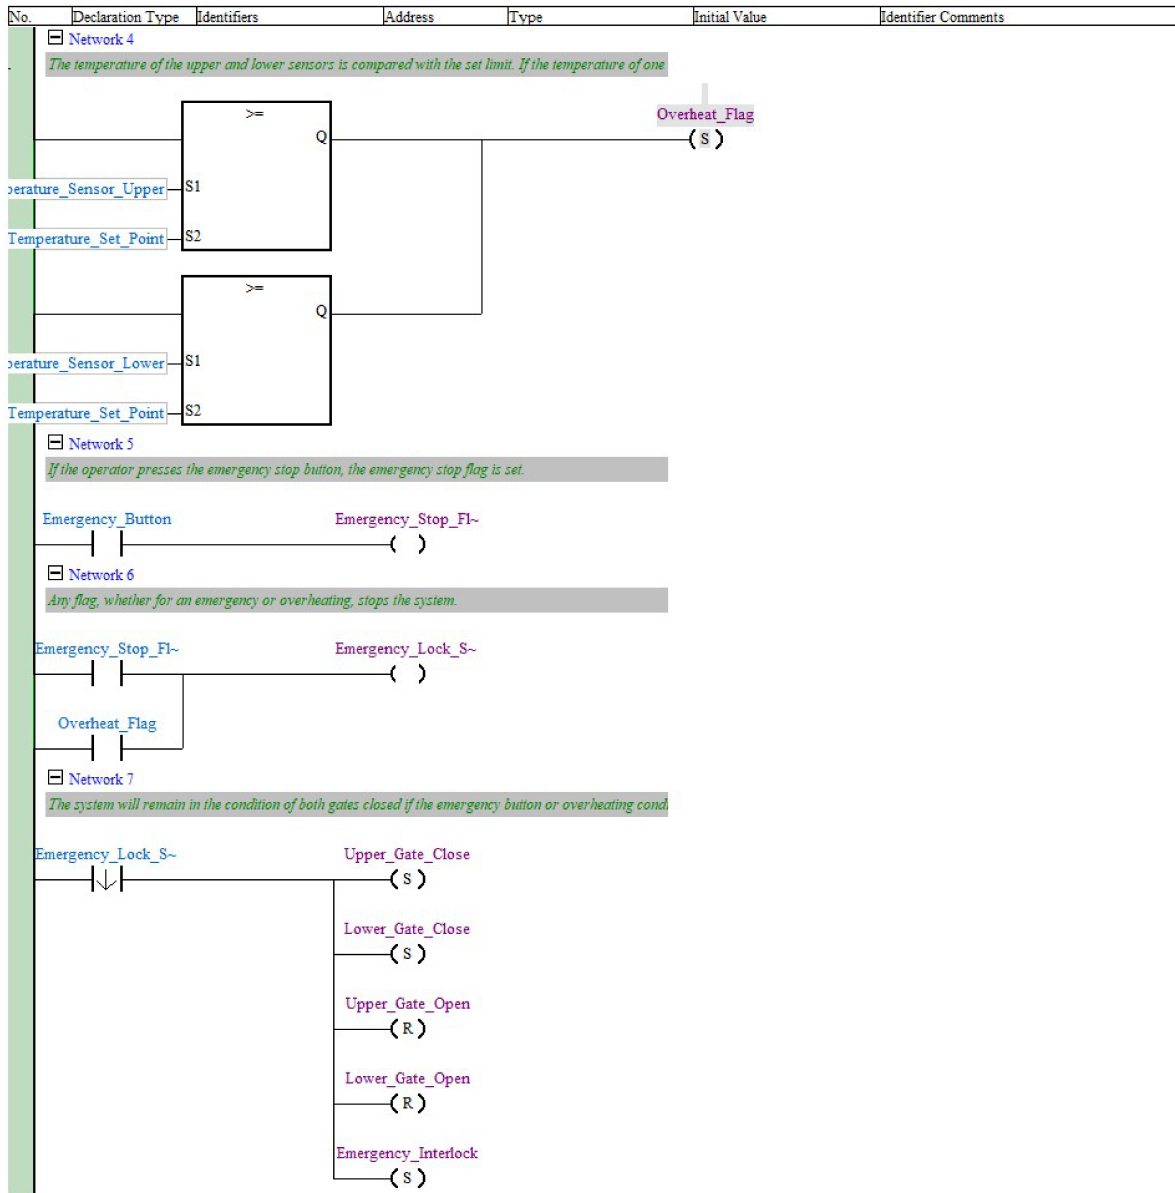 No. Declaration Type Identifiers Address Type Initial Value Identifier Comments
Network 4
The temperature of the upper and lower sensors is compared with the set limit. If the temperature of one
Overheat_Flag
>=
Q
( S )
perature_Sensor_Upper S1
Temperature_Set_Point S2
>=
Q
perature_Sensor_Lower S1
Temperature_Set_Point S2
Network 5
If the operator presses the emergency stop button, the emergency stop flag is set.
Emergency_Button Emergency_Stop_Fl~
( )
Network 6
Any flag, whether for an emergency or overheating, stops the system.
Emergency_Stop_Fl~ Emergency_Lock_S~
( )
Overheat_Flag
Network 7
The system will remain in the condition of both gates closed if the emergency button or overheating condi
Emergency_Lock_S~ Upper_Gate_Close
( S )
Lower_Gate_Close
( S )
Upper_Gate_Open
( R )
Lower_Gate_Open
( R )
Emergency_Interlock
( S )